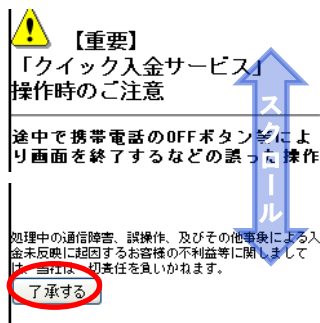 【重要】
「クイック入金サービス」
操作時のご注意
途中で携帯電話のOFFボタン等によ
り画面を終了するなどの誤った操作
スクロール
処理中の通信障害、誤操作、及びその他事象による入
金未反映に起因するお客様の不利益等に関しまして
は、当社は一切責任を負いかねます。
了承する